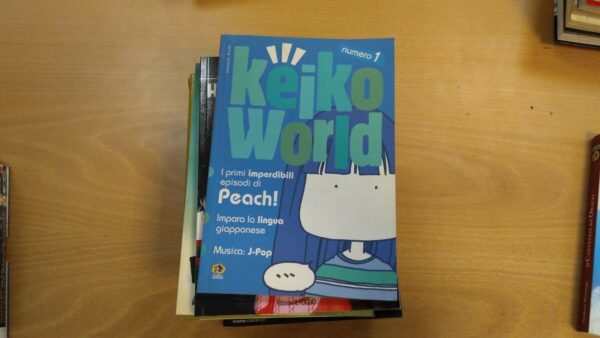 numero 1
keiko
World
I primi imperdibili
episodi di
Peach!
Impara la lingua
giapponese
Musica: J-Pop
...